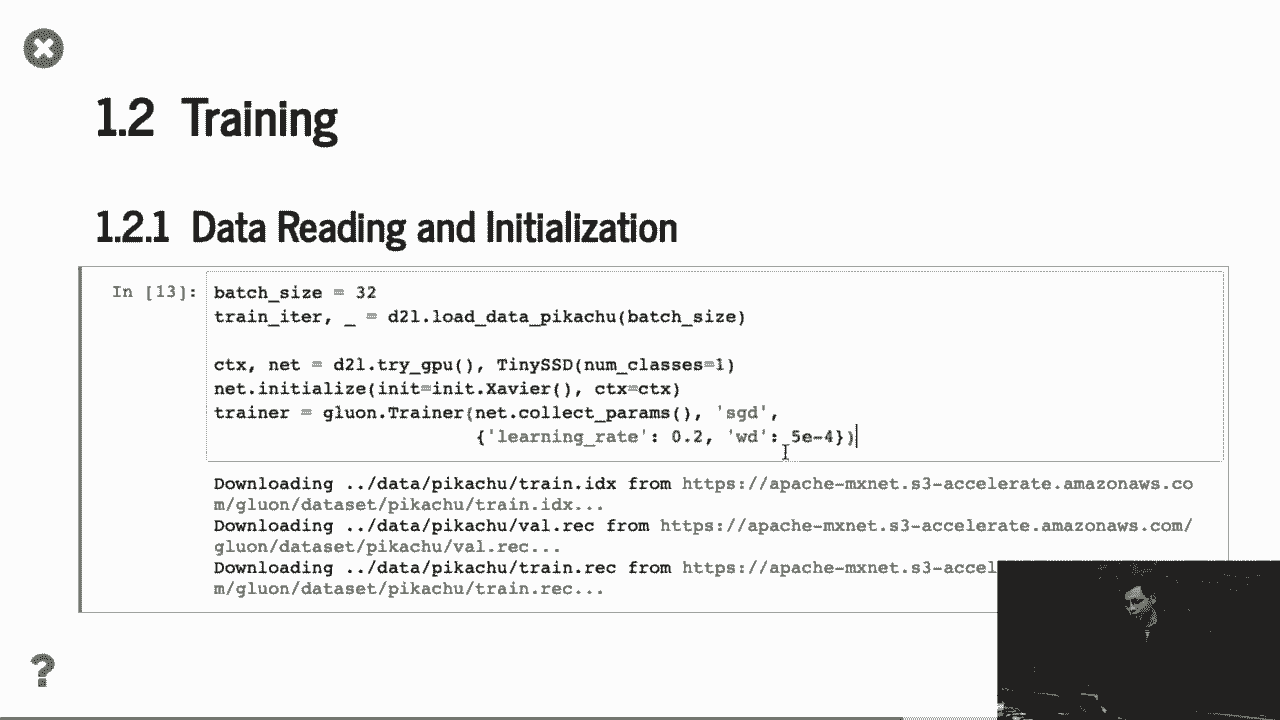 1.2 Training
1.2.1 Data Reading and Initialization
In [13]:
batch_size = 32
train_iter, _ = d2l.load_data_pikachu(batch_size)
ctx, net = d2l.try_gpu(), TinySSD(num_classes=1)
net.initialize(init=init.Xavier(), ctx=ctx)
trainer = gluon.Trainer(net.collect_params(), 'sgd',
{'learning_rate': 0.2, 'wd': 5e-4})
Downloading ../data/pikachu/train.idx from https://apache-mxnet.s3-accelerate.amazonaws.co
m/gluon/dataset/pikachu/train.idx...
Downloading ../data/pikachu/val.rec from https://apache-mxnet.s3-accelerate.amazonaws.com/
gluon/dataset/pikachu/val.rec...
Downloading ../data/pikachu/train.rec from https://apache-mxnet.s3-accel
m/gluon/dataset/pikachu/train.rec...
?